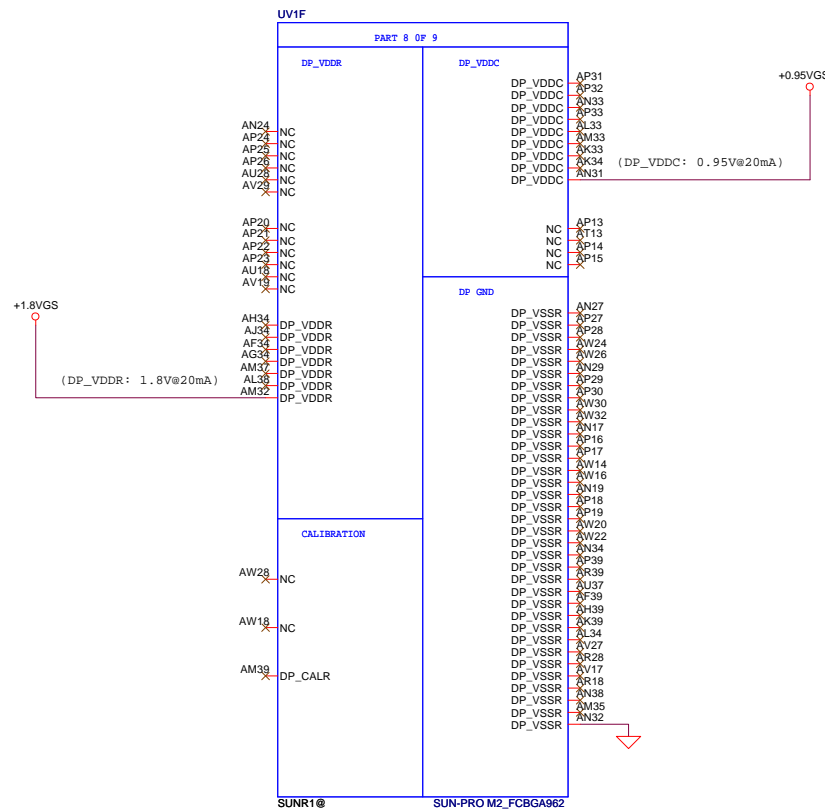 UV1F
PART 8 0F 9
DP_VDDR
DP_VDDC
AN24
NC
AP24
NC
AP25
NC
AP26
NC
AU28
NC
AV29
NC
AP20
NC
AP21
NC
AP22
NC
AP23
NC
AU18
NC
AV19
NC
+1.8VGS
AH34
DP_VDDR
AJ34
DP_VDDR
AF34
DP_VDDR
AG34
DP_VDDR
AM37
DP_VDDR
AL38
DP_VDDR
AM32
DP_VDDR
(DP_VDDR: 1.8V@20mA)
CALIBRATION
AW28
NC
AW18
NC
AM39
DP_CALR
DP_VDDC
AP31
DP_VDDC
AP32
DP_VDDC
AN33
DP_VDDC
AP33
DP_VDDC
AL33
DP_VDDC
AM33
DP_VDDC
AK33
DP_VDDC
AK34
DP_VDDC
AN31
+0.95VGS
(DP_VDDC: 0.95V@20mA)
NC
AP13
NC
AT13
NC
AP14
NC
AP15
DP GND
DP_VSSR
AN27
DP_VSSR
AP27
DP_VSSR
AP28
DP_VSSR
AW24
DP_VSSR
AW26
DP_VSSR
AN29
DP_VSSR
AP29
DP_VSSR
AP30
DP_VSSR
AW30
DP_VSSR
AW32
DP_VSSR
AN17
DP_VSSR
AP16
DP_VSSR
AP17
DP_VSSR
AW14
DP_VSSR
AW16
DP_VSSR
AN19
DP_VSSR
AP18
DP_VSSR
AP19
DP_VSSR
AW20
DP_VSSR
AW22
DP_VSSR
AN34
DP_VSSR
AP39
DP_VSSR
AR39
DP_VSSR
AU37
DP_VSSR
AF39
DP_VSSR
AH39
DP_VSSR
AK39
DP_VSSR
AL34
DP_VSSR
AV27
DP_VSSR
AR28
DP_VSSR
AV17
DP_VSSR
AR18
DP_VSSR
AN38
DP_VSSR
AM35
DP_VSSR
AN32
SUNR1@
SUN-PRO M2_FCBGA962